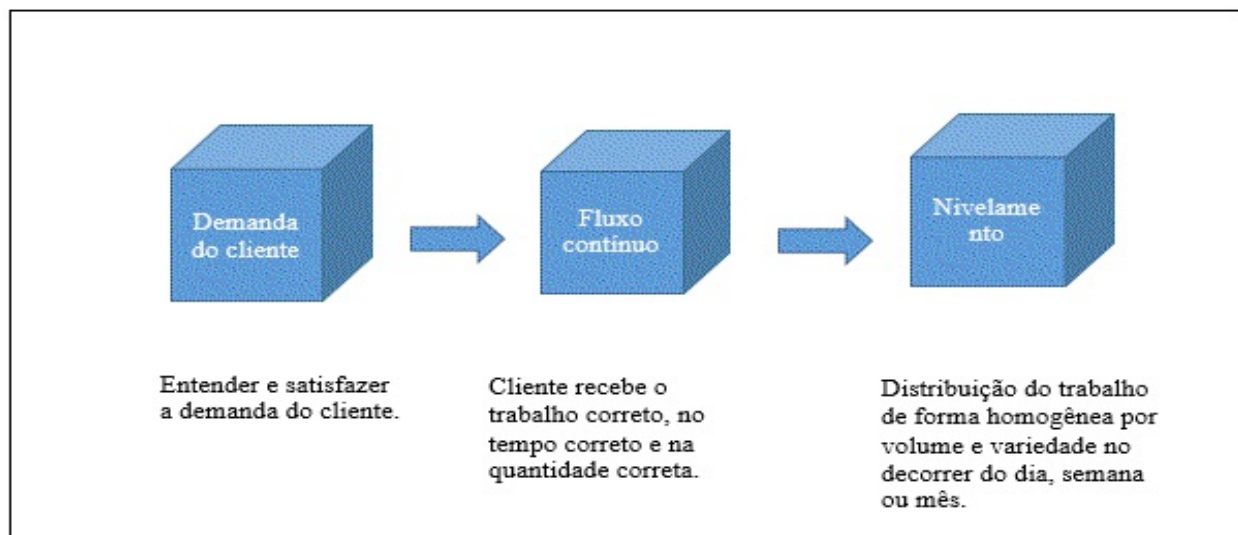 Demanda
do cliente
Fluxo
contínuo
Nivelame
nto
Entender e satisfazer
a demanda do cliente.
Cliente recebe o
trabalho correto, no
tempo correto e na
quantidade correta.
Distribuição do trabalho
de forma homogênea por
volume e variedade no
decorrer do dia, semana
ou mês.